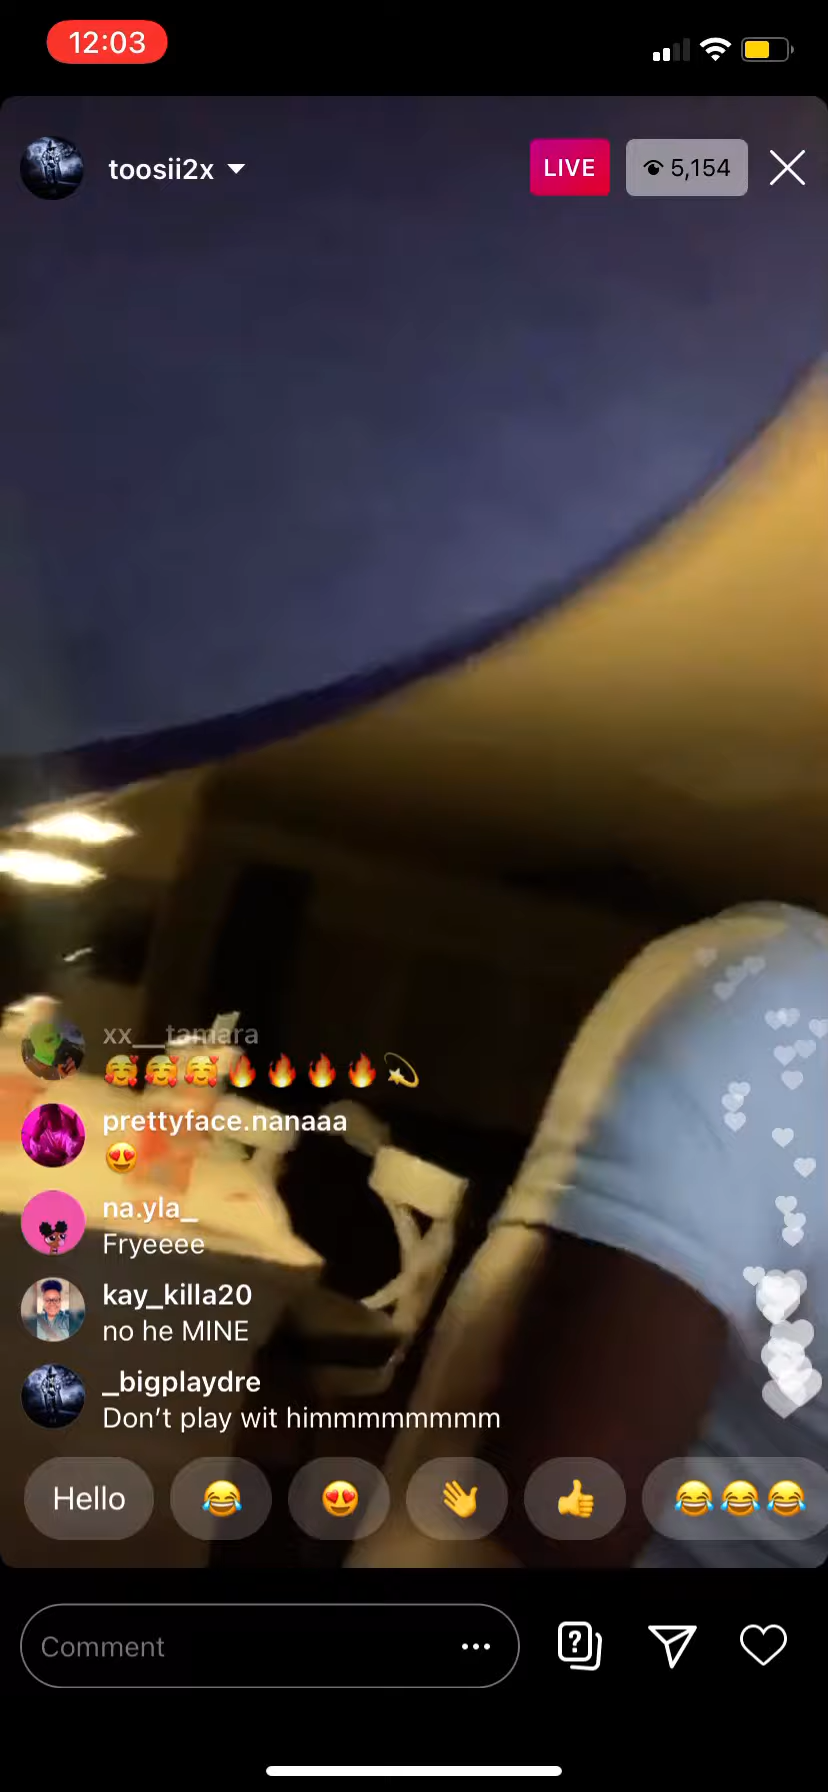 12:03
toosii2x
LIVE
5,154
xx__tamara
🥰🥰🥰🔥🔥🔥🔥💫
prettyface.nanaaa
😍
na.yla_
Fryeeee
kay_killa20
no he MINE
_bigplaydre
Don’t play wit himmmmmmmm
Hello 😂 😍 👋 👍 😂😂😂
Comment